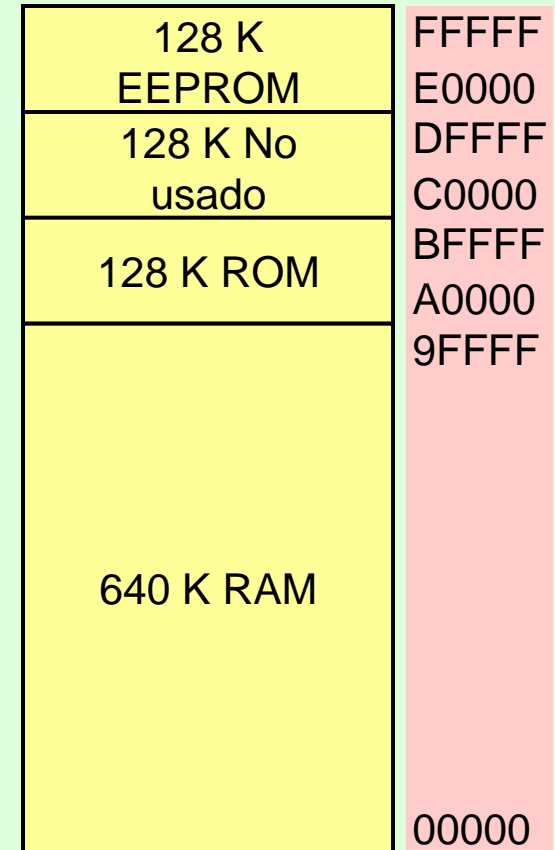 128 K
EEPROM
FFFFF
E0000
128 K No
usado
DFFFF
C0000
128 K ROM
BFFFF
A0000
640 K RAM
9FFFF
00000